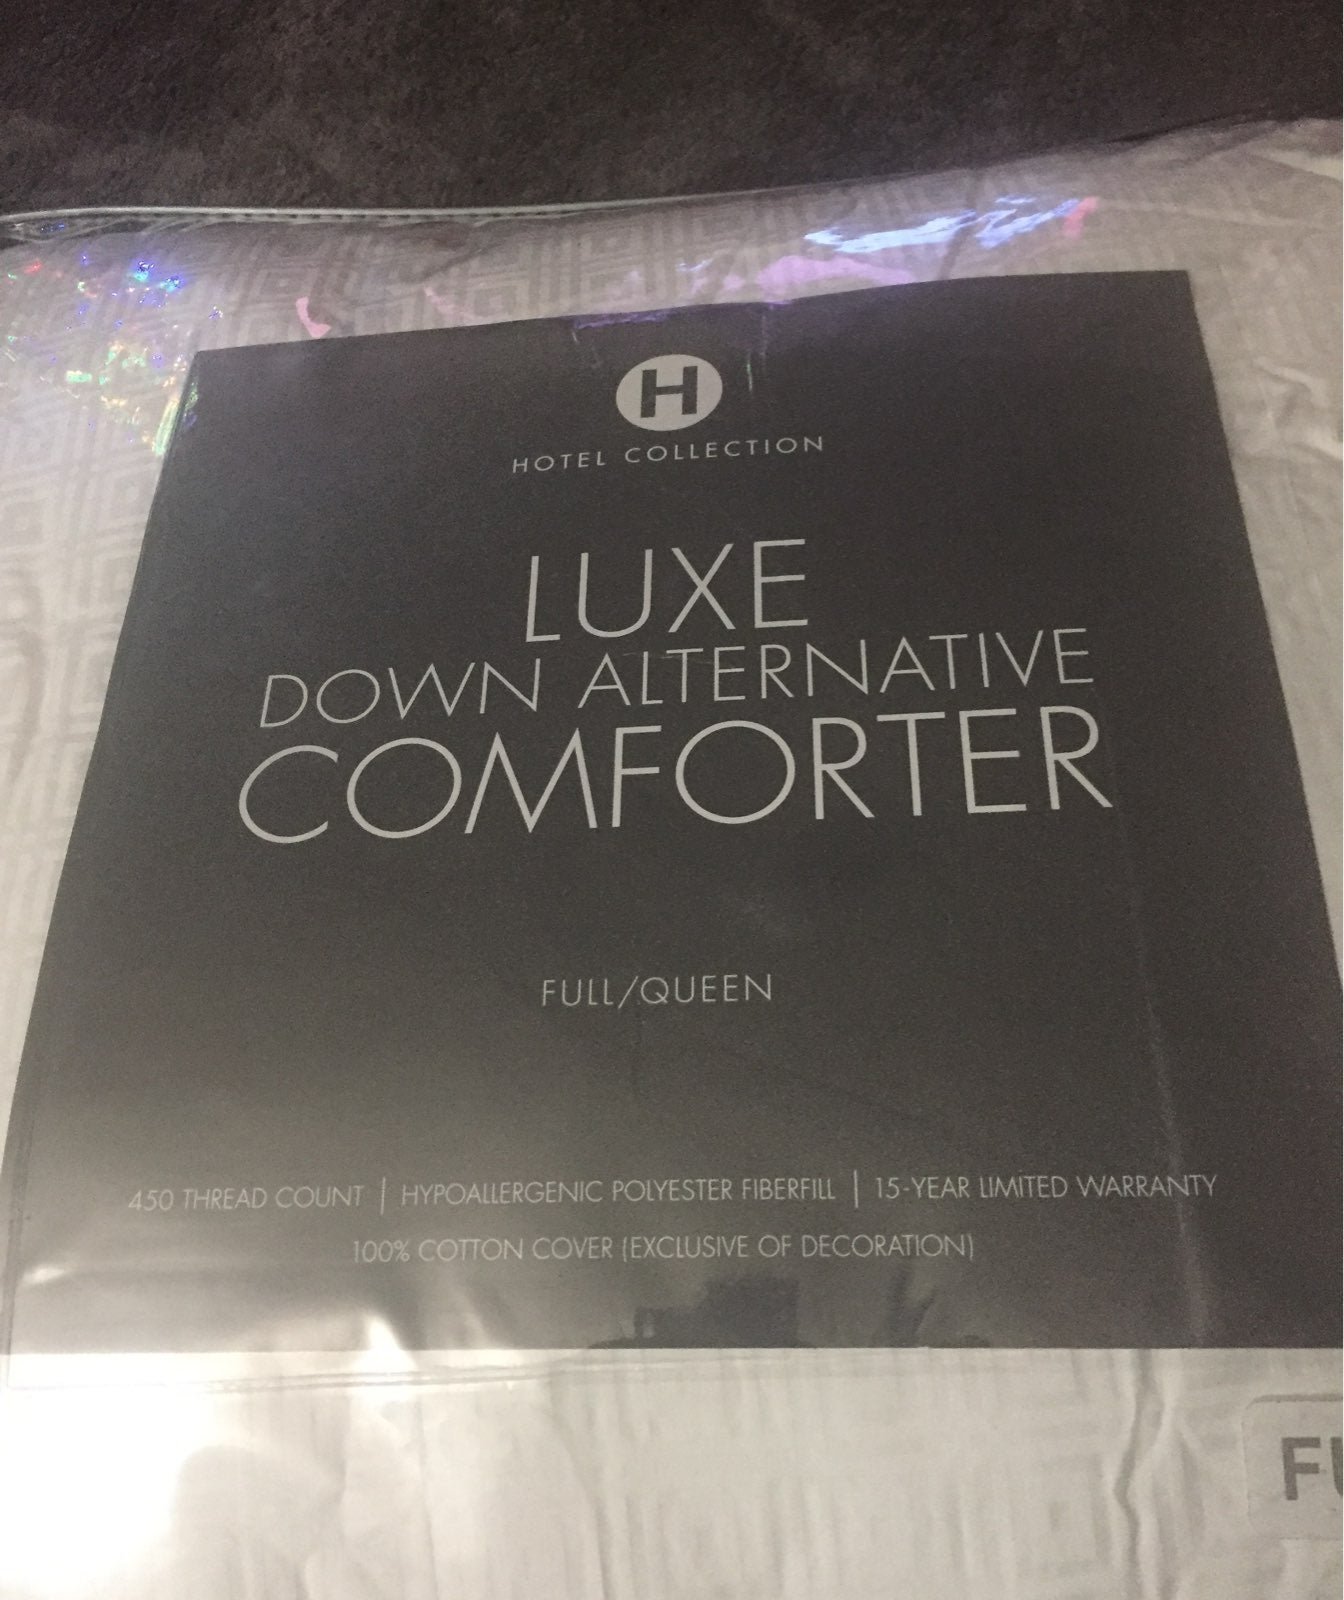 H
HOTEL COLLECTION
LUXE
DOWN ALTERNATIVE
COMFORTER
FULL/QUEEN
450 THREAD COUNT | HYPOALLERGENIC POLYESTER FIBERFILL | 15-YEAR LIMITED WARRANTY
100% COTTON COVER (EXCLUSIVE OF DECORATION)